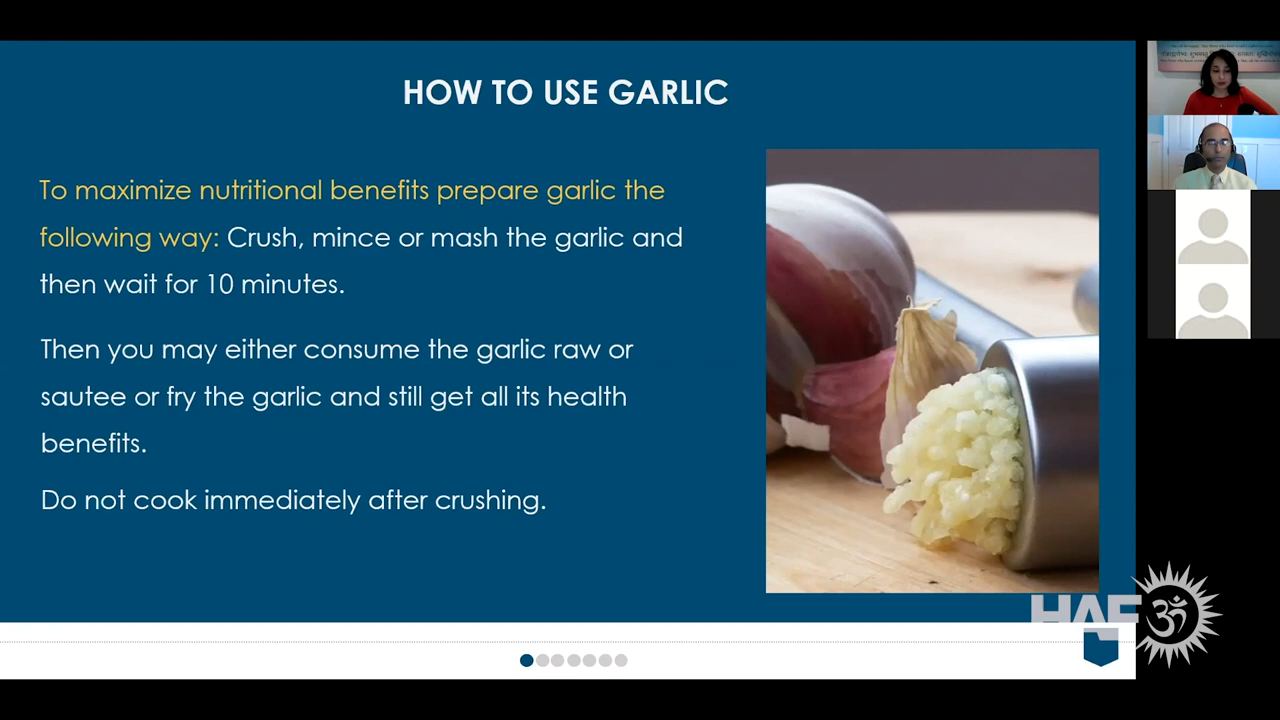 HOW TO USE GARLIC
To maximize nutritional benefits prepare garlic the
following way: Crush, mince or mash the garlic and
then wait for 10 minutes.
Then you may either consume the garlic raw or
sautee or fry the garlic and still get all its health
benefits.
Do not cook immediately after crushing.
HAF ॐ